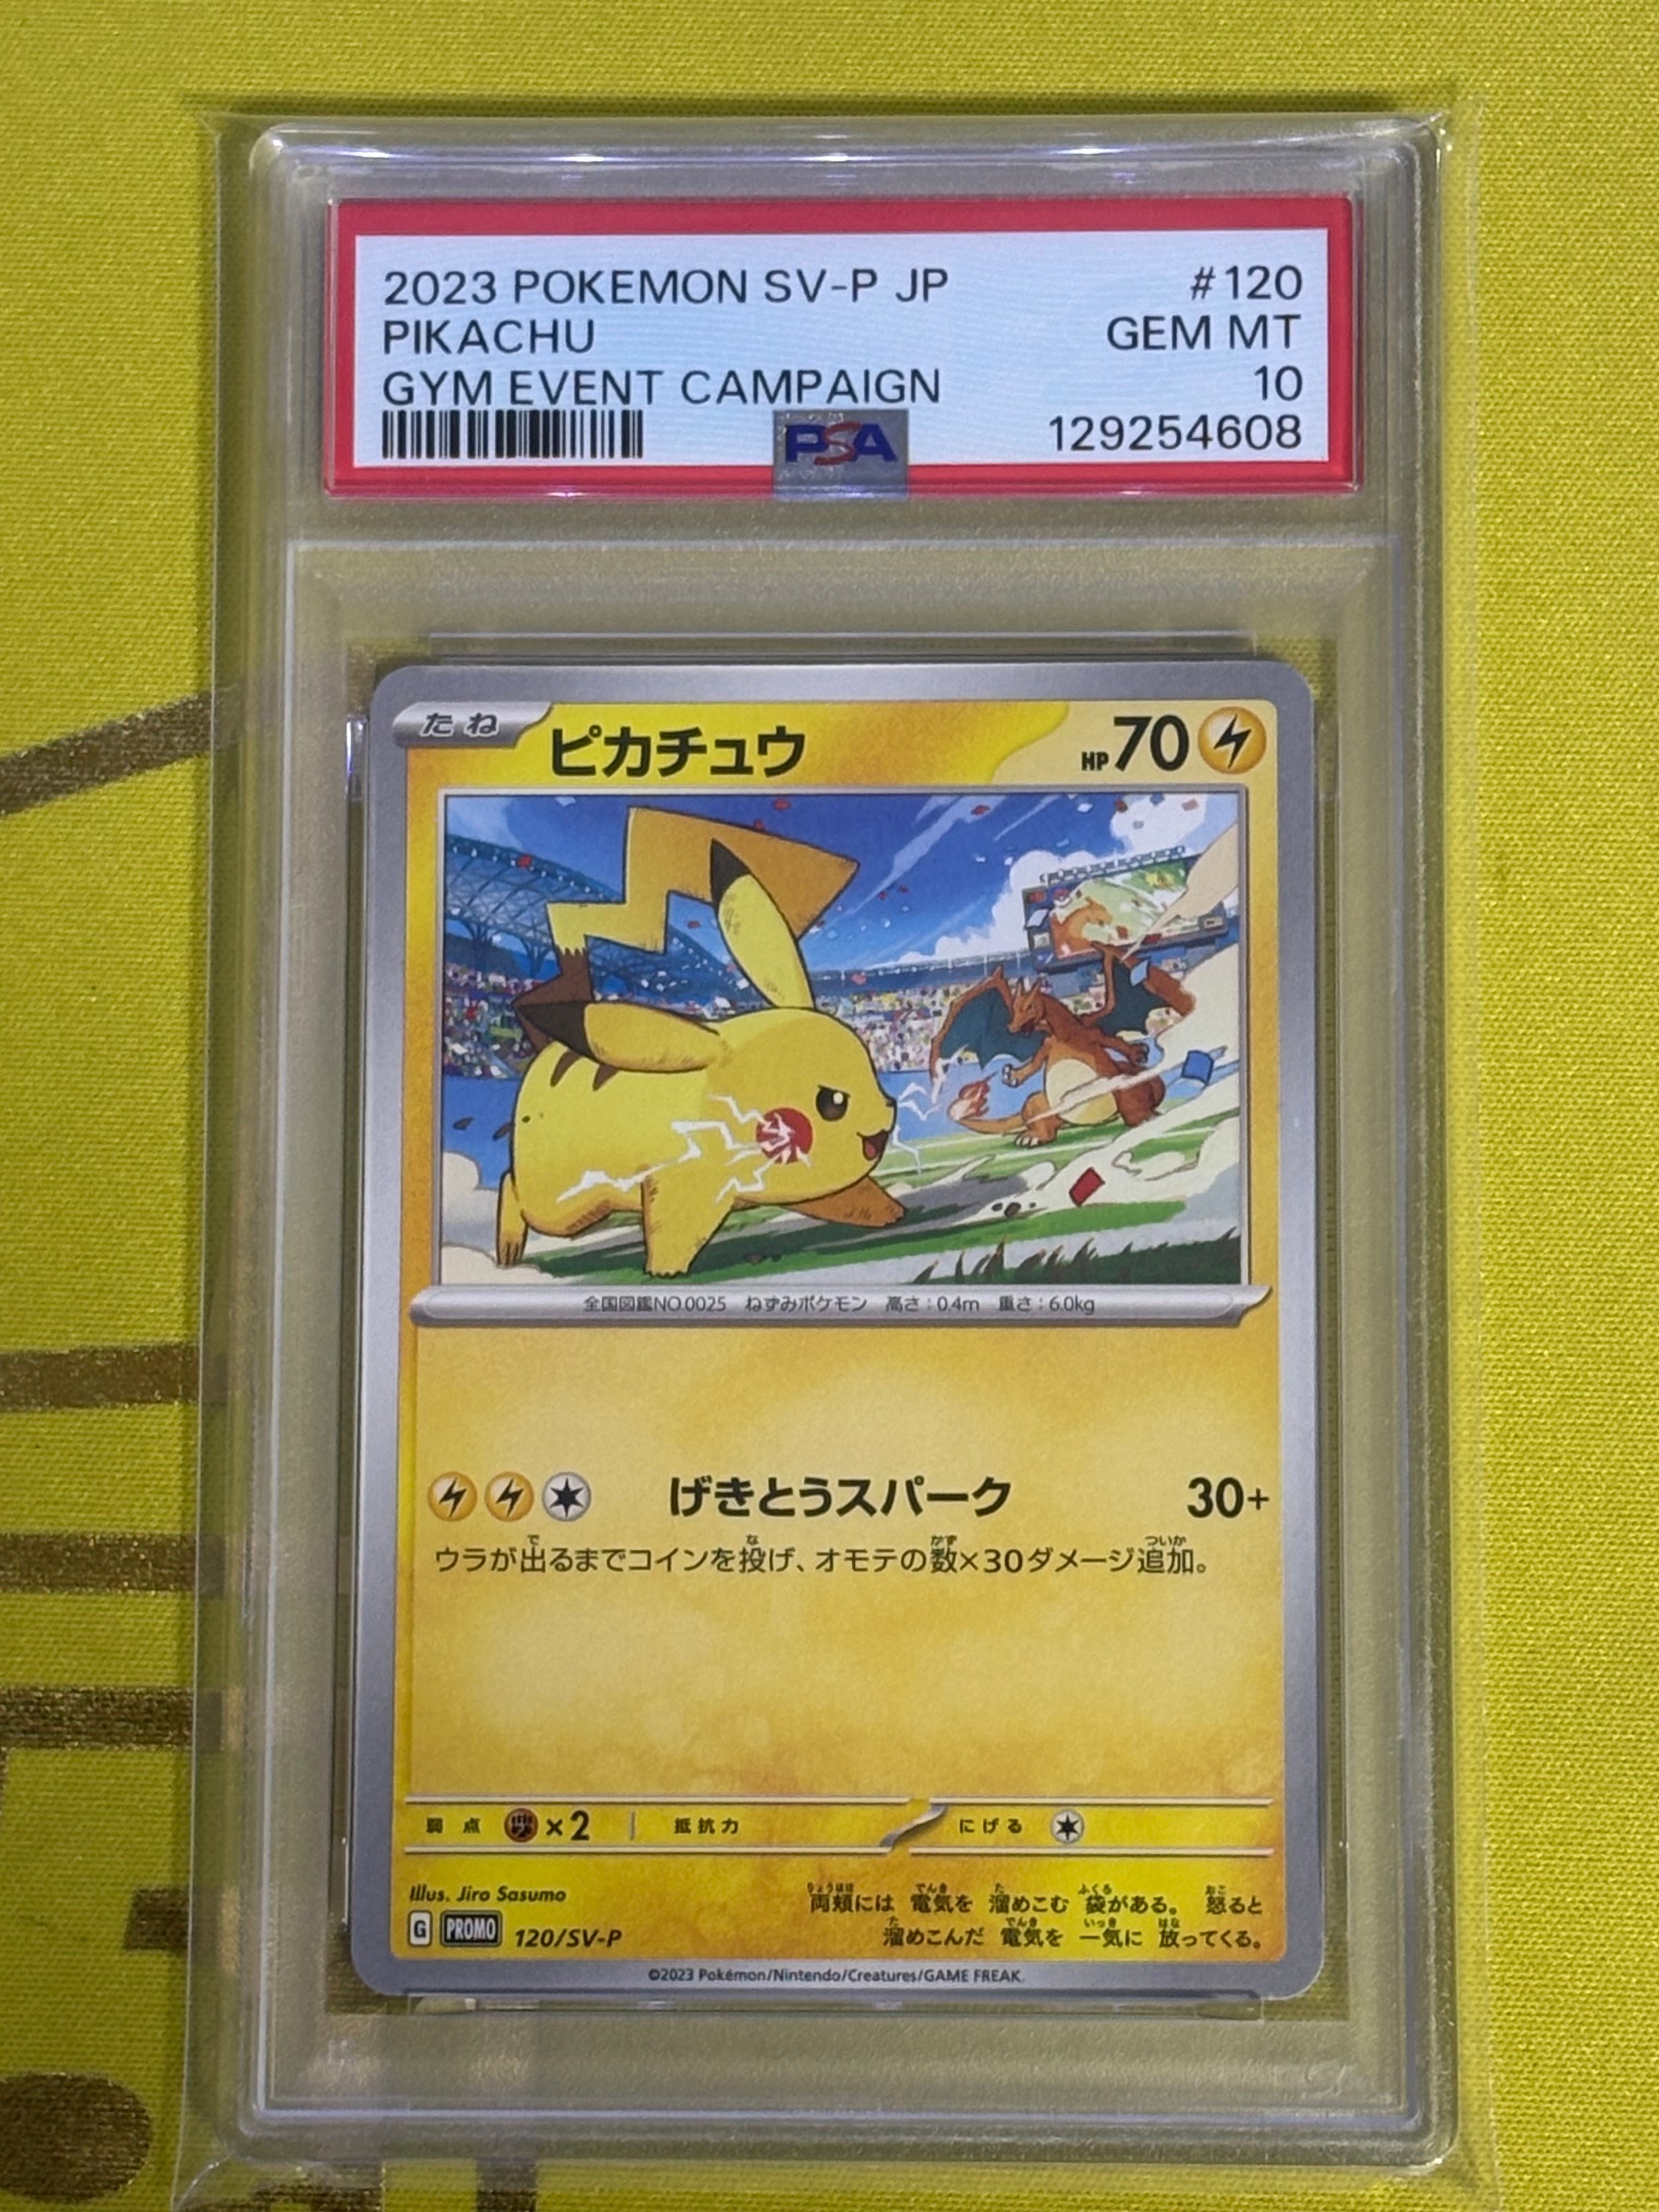 2023 POKEMON SV-P JP #120
PIKACHU GEM MT
GYM EVENT CAMPAIGN 10
PSA 129254608
たね ピカチュウ HP70
全国図鑑NO.0025 ねずみポケモン 高さ:0.4m 重さ:6.0kg
げきとうスパーク 30+
ウラが出るまでコインを投げ、オモテの数×30ダメージ追加。
弱点 ×2 抵抗力 にげる
Illus. Jiro Sasumo
G PROMO 120/SV-P
両頬には 電気を 溜めこむ 袋がある。 怒ると
溜めこんだ 電気を 一気に 放ってくる。
©2023 Pokémon/Nintendo/Creatures/GAME FREAK.